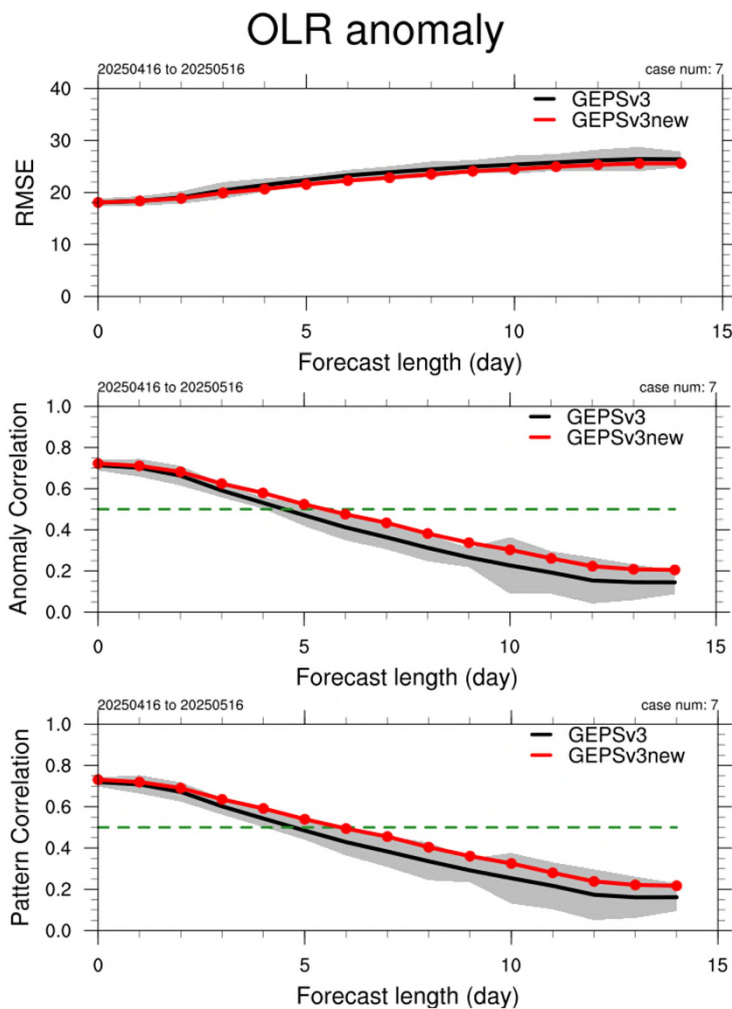 OLR anomaly
20250416 to 20250516 case num: 7
40
30
20
10
0
RMSE
GEPSv3
GEPSv3new
0 5 10 15
Forecast length (day)
20250416 to 20250516 case num: 7
1.0
0.8
0.6
0.4
0.2
0.0
Anomaly Correlation
GEPSv3
GEPSv3new
0 5 10 15
Forecast length (day)
20250416 to 20250516 case num: 7
1.0
0.8
0.6
0.4
0.2
0.0
Pattern Correlation
GEPSv3
GEPSv3new
0 5 10 15
Forecast length (day)